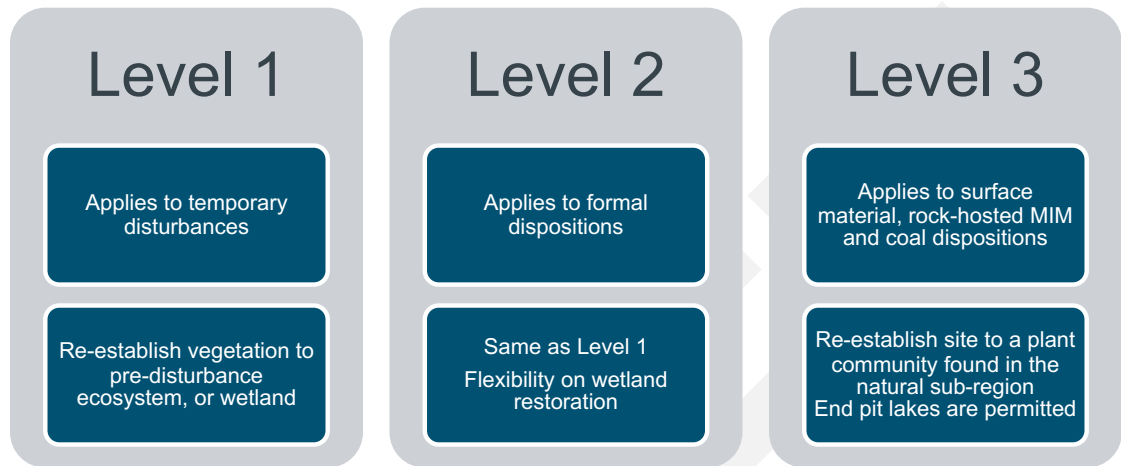 Level 1
Applies to temporary
disturbances
Re-establish vegetation to
pre-disturbance
ecosystem, or wetland
Level 2
Applies to formal
dispositions
Same as Level 1
Flexibility on wetland
restoration
Level 3
Applies to surface
material, rock-hosted MIM
and coal dispositions
Re-establish site to a plant
community found in the
natural sub-region
End pit lakes are permitted